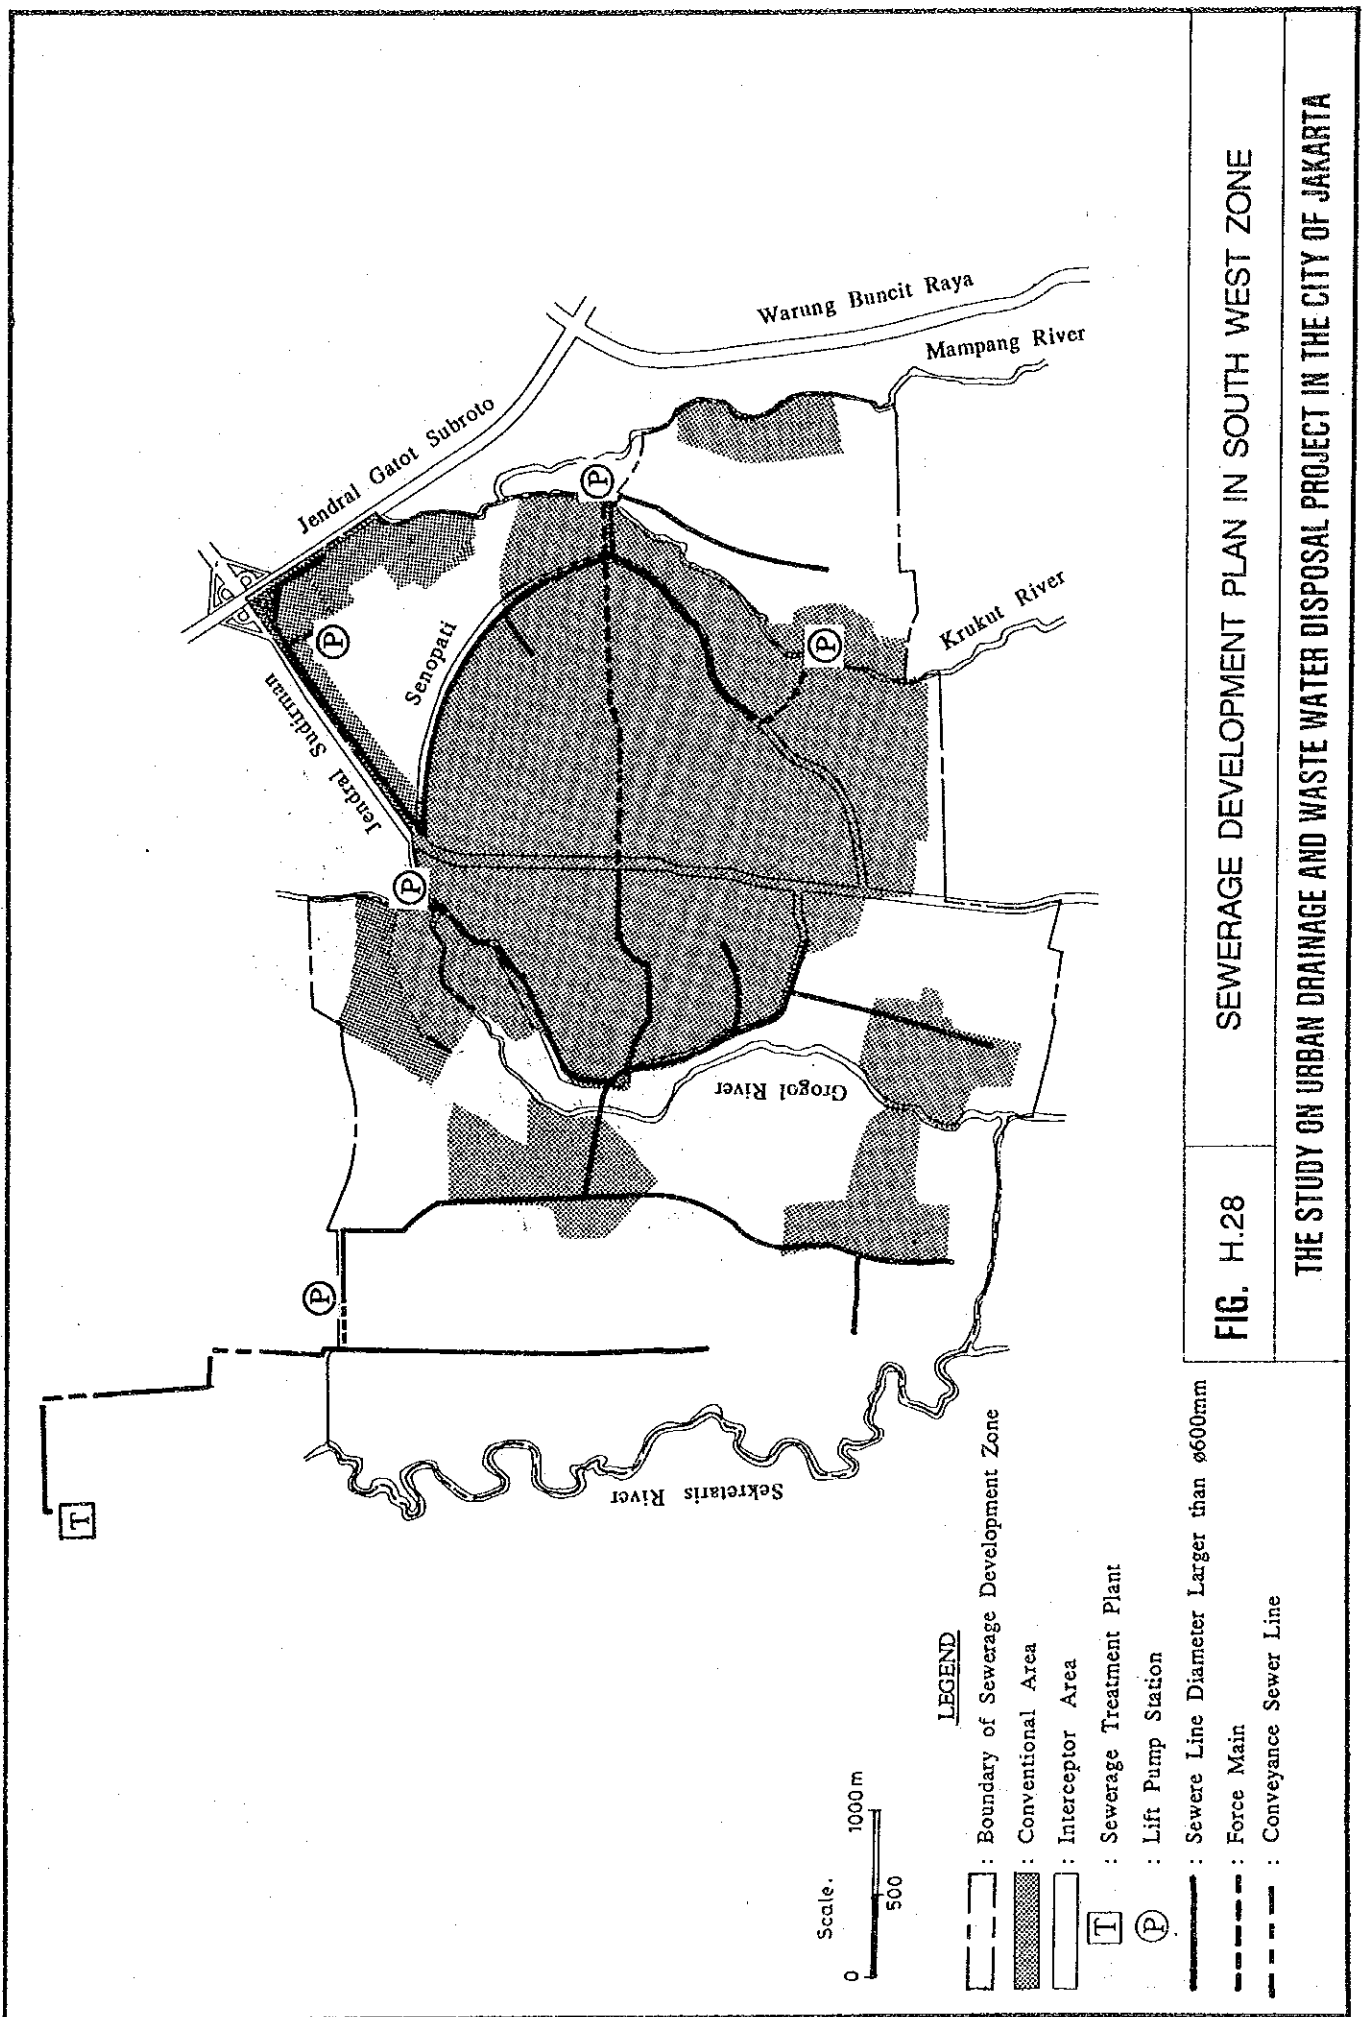 Jendral Gatot Subroto
Warung Buncit Raya
Mampang River
Krukut River
Senopati
Jendral Sudirman
Grogol River
Sekretaris River
P
P
P
P
P
T
Scale.
0 500 1000m
LEGEND
: Boundary of Sewerage Development Zone
: Conventional Area
: Interceptor Area
T : Sewerage Treatment Plant
P : Lift Pump Station
: Sewere Line Diameter Larger than ø600mm
: Force Main
: Conveyance Sewer Line
FIG. H.28
SEWERAGE DEVELOPMENT PLAN IN SOUTH WEST ZONE
THE STUDY ON URBAN DRAINAGE AND WASTE WATER DISPOSAL PROJECT IN THE CITY OF JAKARTA